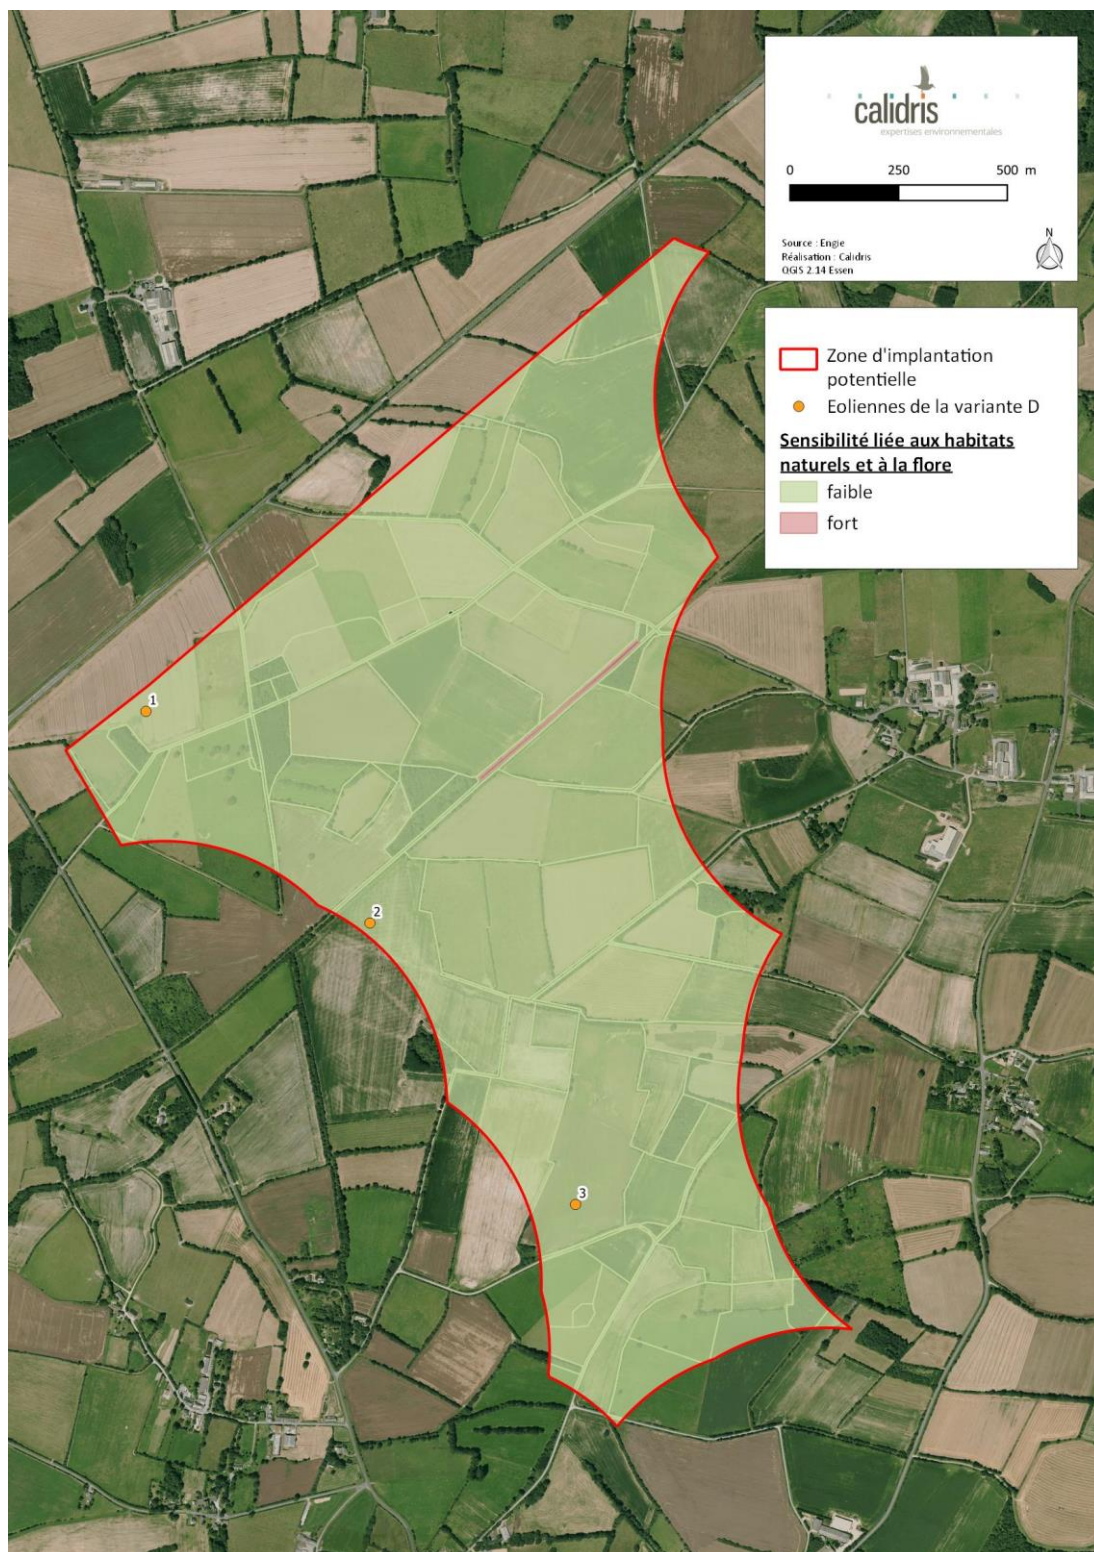 calidris
expertises environnementales
0 250 500 m
Source : Engie
Réalisation : Calidris
QGIS 2.14 Essen
N
Zone d'implantation
potentielle
Eoliennes de la variante D
Sensibilité liée aux habitats
naturels et à la flore
faible
fort
1
2
3